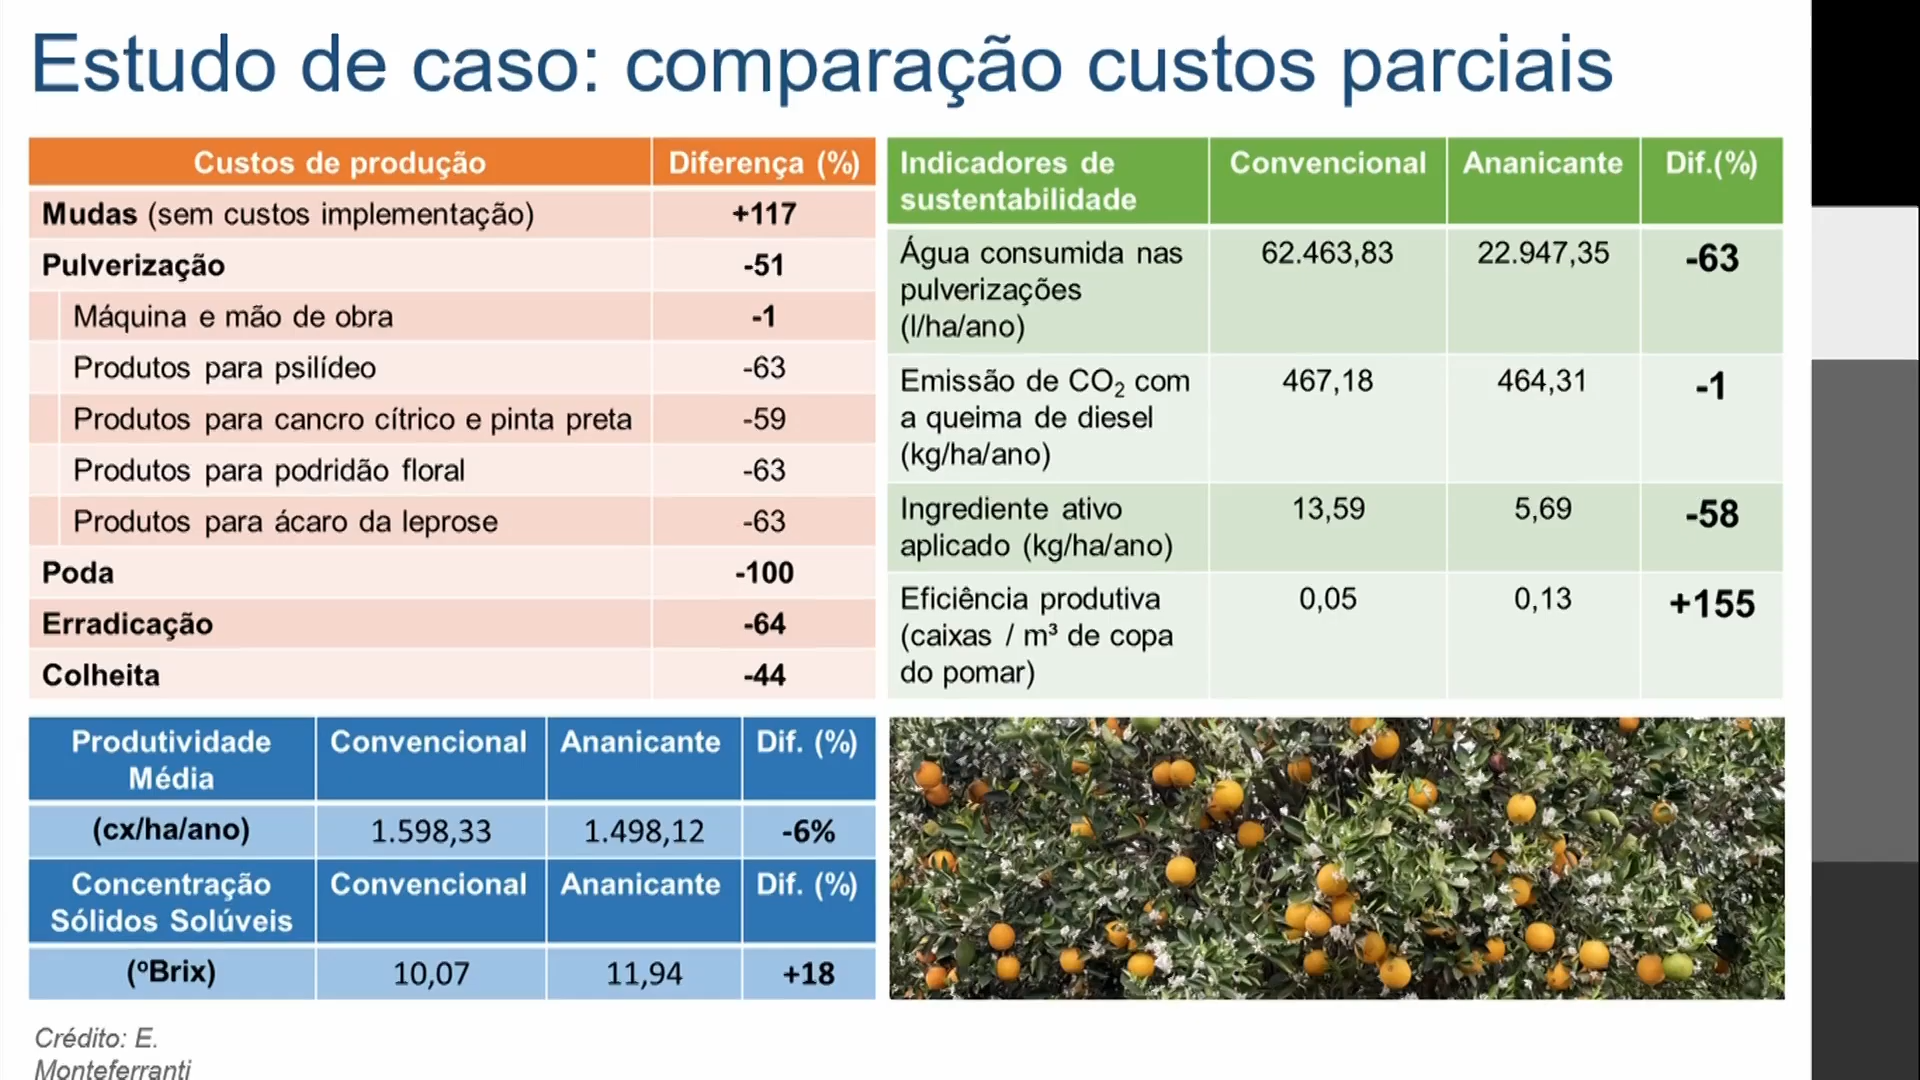 Estudo de caso: comparação custos parciais
Custos de produção Diferença (%)
Mudas (sem custos implementação) +117
Pulverização -51
Máquina e mão de obra -1
Produtos para psilídeo -63
Produtos para cancro cítrico e pinta preta -59
Produtos para podridão floral -63
Produtos para ácaro da leprose -63
Poda -100
Erradicação -64
Colheita -44
Indicadores de sustentabilidade Convencional Ananicante Dif.(%)
Água consumida nas 62.463,83 22.947,35 -63
pulverizações
(l/ha/ano)
Emissão de CO₂ com 467,18 464,31 -1
a queima de diesel
(kg/ha/ano)
Ingrediente ativo 13,59 5,69 -58
aplicado (kg/ha/ano)
Eficiência produtiva 0,05 0,13 +155
(caixas / m³ de copa
do pomar)
Produtividade Convencional Ananicante Dif. (%)
Média
(cx/ha/ano) 1.598,33 1.498,12 -6%
Concentração Convencional Ananicante Dif. (%)
Sólidos Solúveis
(ºBrix) 10,07 11,94 +18
Crédito: E.
Monteferranti